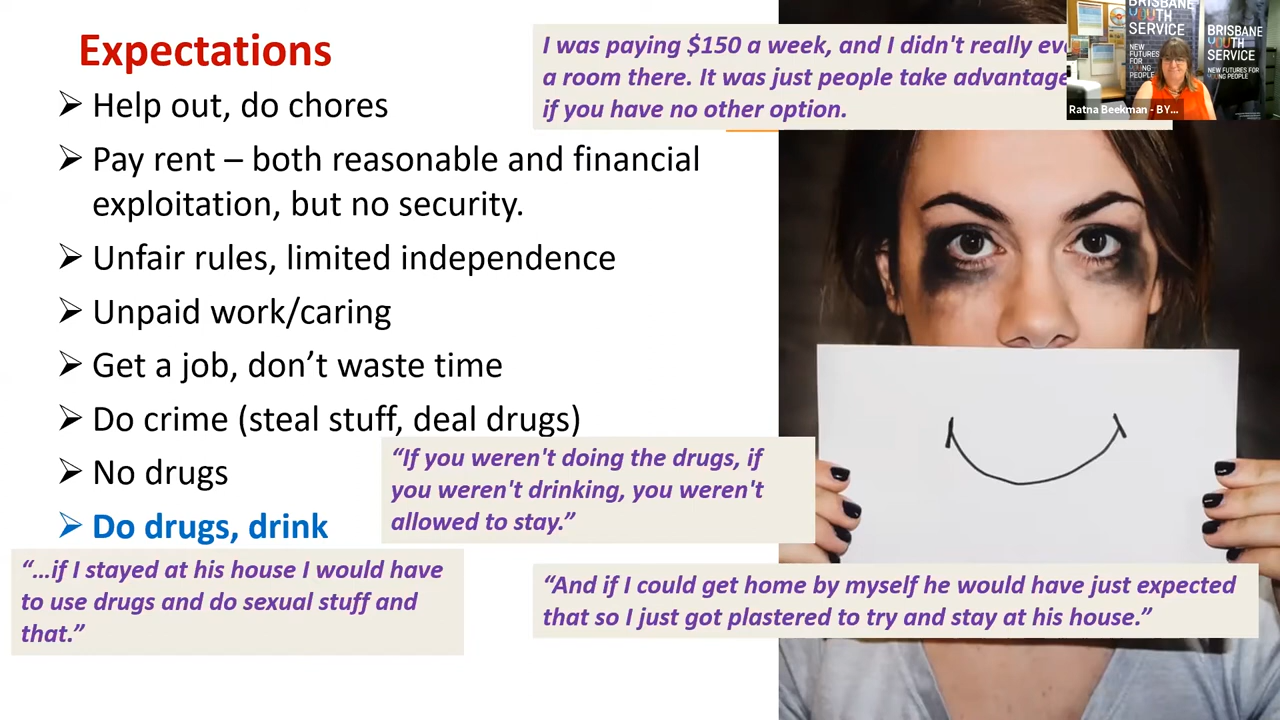 Expectations
➢ Help out, do chores
➢ Pay rent – both reasonable and financial
exploitation, but no security.
➢ Unfair rules, limited independence
➢ Unpaid work/caring
➢ Get a job, don’t waste time
➢ Do crime (steal stuff, deal drugs)
➢ No drugs
➢ Do drugs, drink
I was paying $150 a week, and I didn't really
a room there. It was just people take advantage
if you have no other option.
“If you weren't doing the drugs, if
you weren't drinking, you weren't
allowed to stay.”
“...if I stayed at his house I would have
to use drugs and do sexual stuff and
that.”
“And if I could get home by myself he would have just expected
that so I just got plastered to try and stay at his house.”
BRISBANE
YOUTH
SERVICE
NEW
FUTURES
FOR
YOUNG
PEOPLE
BRISBANE
YOUTH
SERVICE
NEW FUTURES
FOR YOUNG PEOPLE
Ratna Beekman - BY...